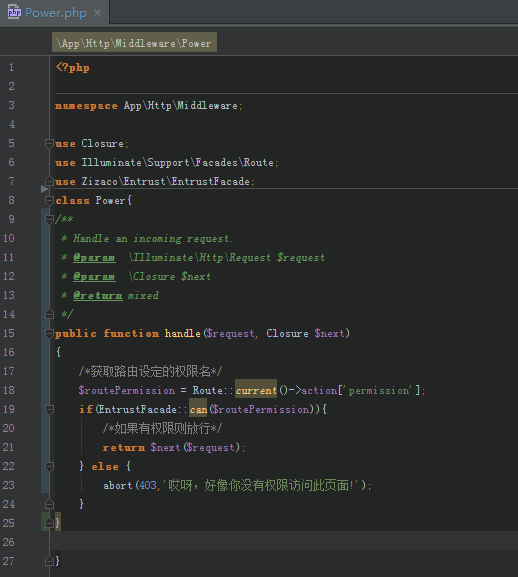 php Power.php ×
\App\Http\Middleware\Power
1 <?php
2
3 namespace App\Http\Middleware;
4
5 use Closure;
6 use Illuminate\Support\Facades\Route;
7 use Zizaco\Entrust\EntrustFacade;
8 class Power{
9 /**
10 * Handle an incoming request.
11 * @param \Illuminate\Http\Request $request
12 * @param \Closure $next
13 * @return mixed
14 */
15 public function handle($request, Closure $next)
16 {
17 /*获取路由设定的权限名*/
18 $routePermission = Route::current()->action['permission'];
19 if(EntrustFacade::can($routePermission)){
20 /*如果有权限则放行*/
21 return $next($request);
22 } else {
23 abort(403,'哎呀，好像你没有权限访问此页面!');
24 }
25 }
26
27 }